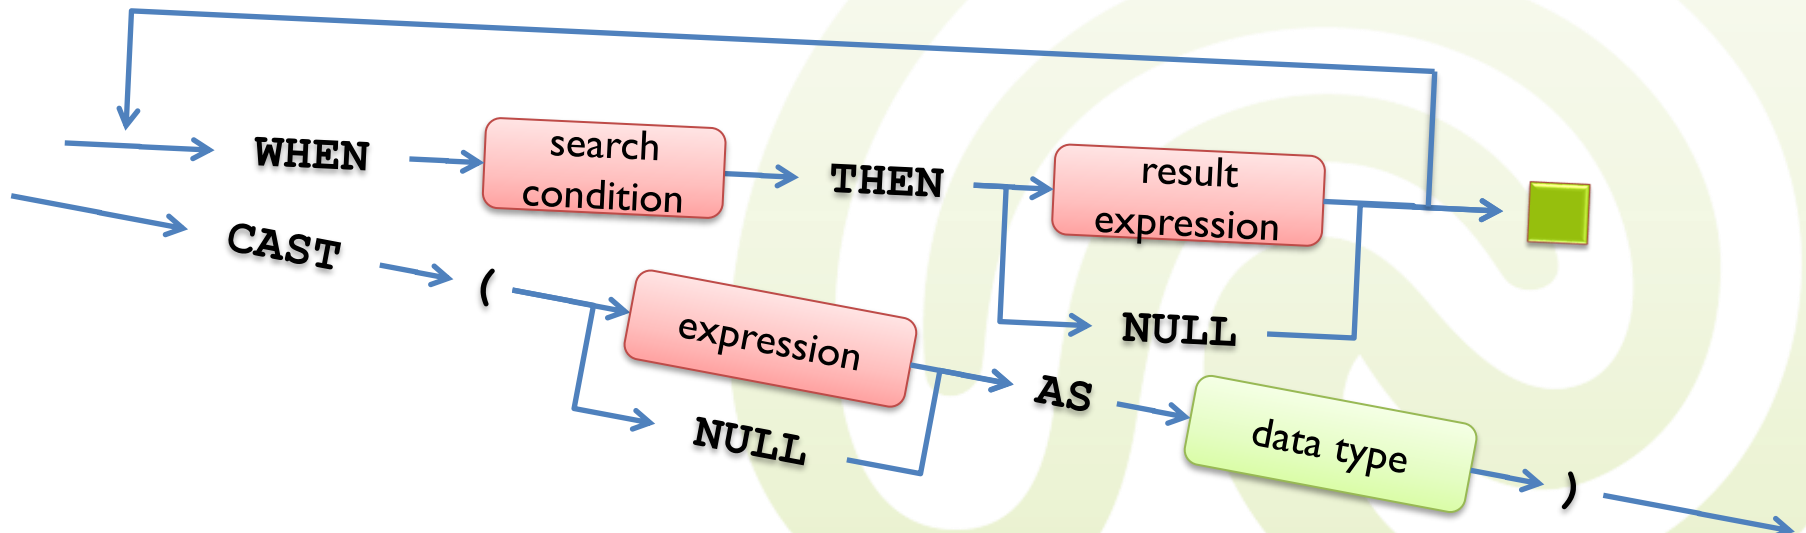 WHEN
search
condition
THEN
result
expression
NULL
CAST
(
expression
NULL
AS
data type
)